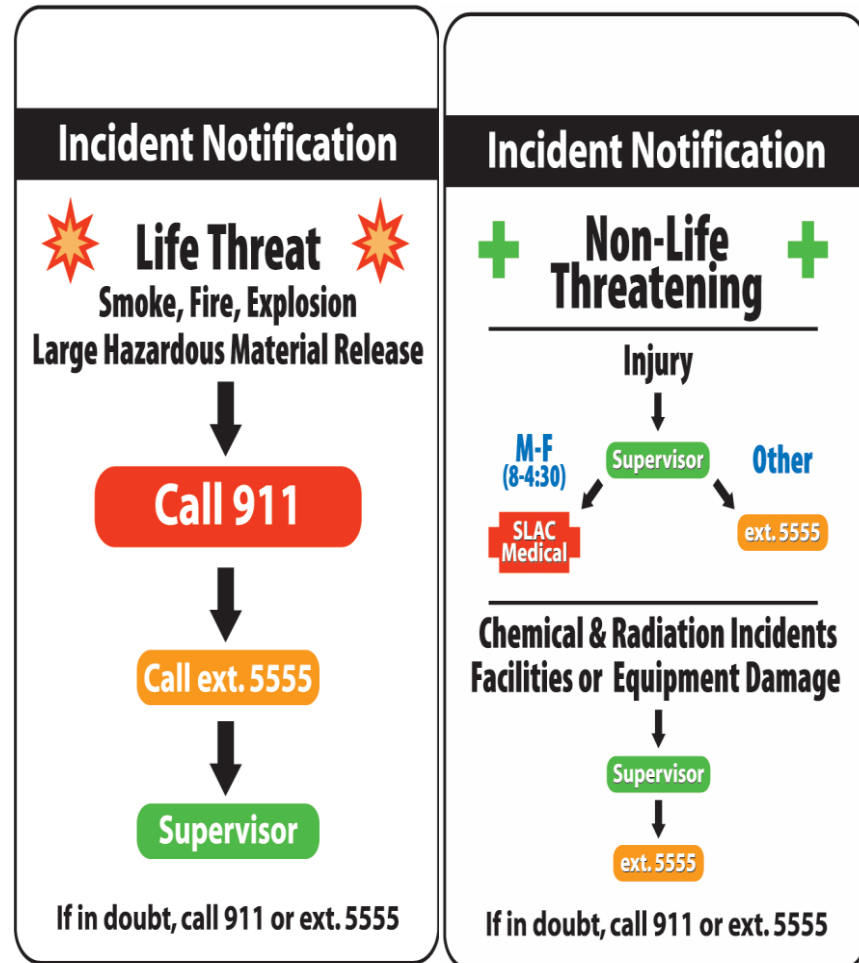 Incident Notification
Life Threat
Smoke, Fire, Explosion
Large Hazardous Material Release
Call 911
Call ext. 5555
Supervisor
If in doubt, call 911 or ext. 5555
Incident Notification
Non-Life
Threatening
Injury
M-F
(8-4:30)
Supervisor
Other
SLAC
Medical
ext. 5555
Chemical & Radiation Incidents
Facilities or Equipment Damage
Supervisor
ext. 5555
If in doubt, call 911 or ext. 5555